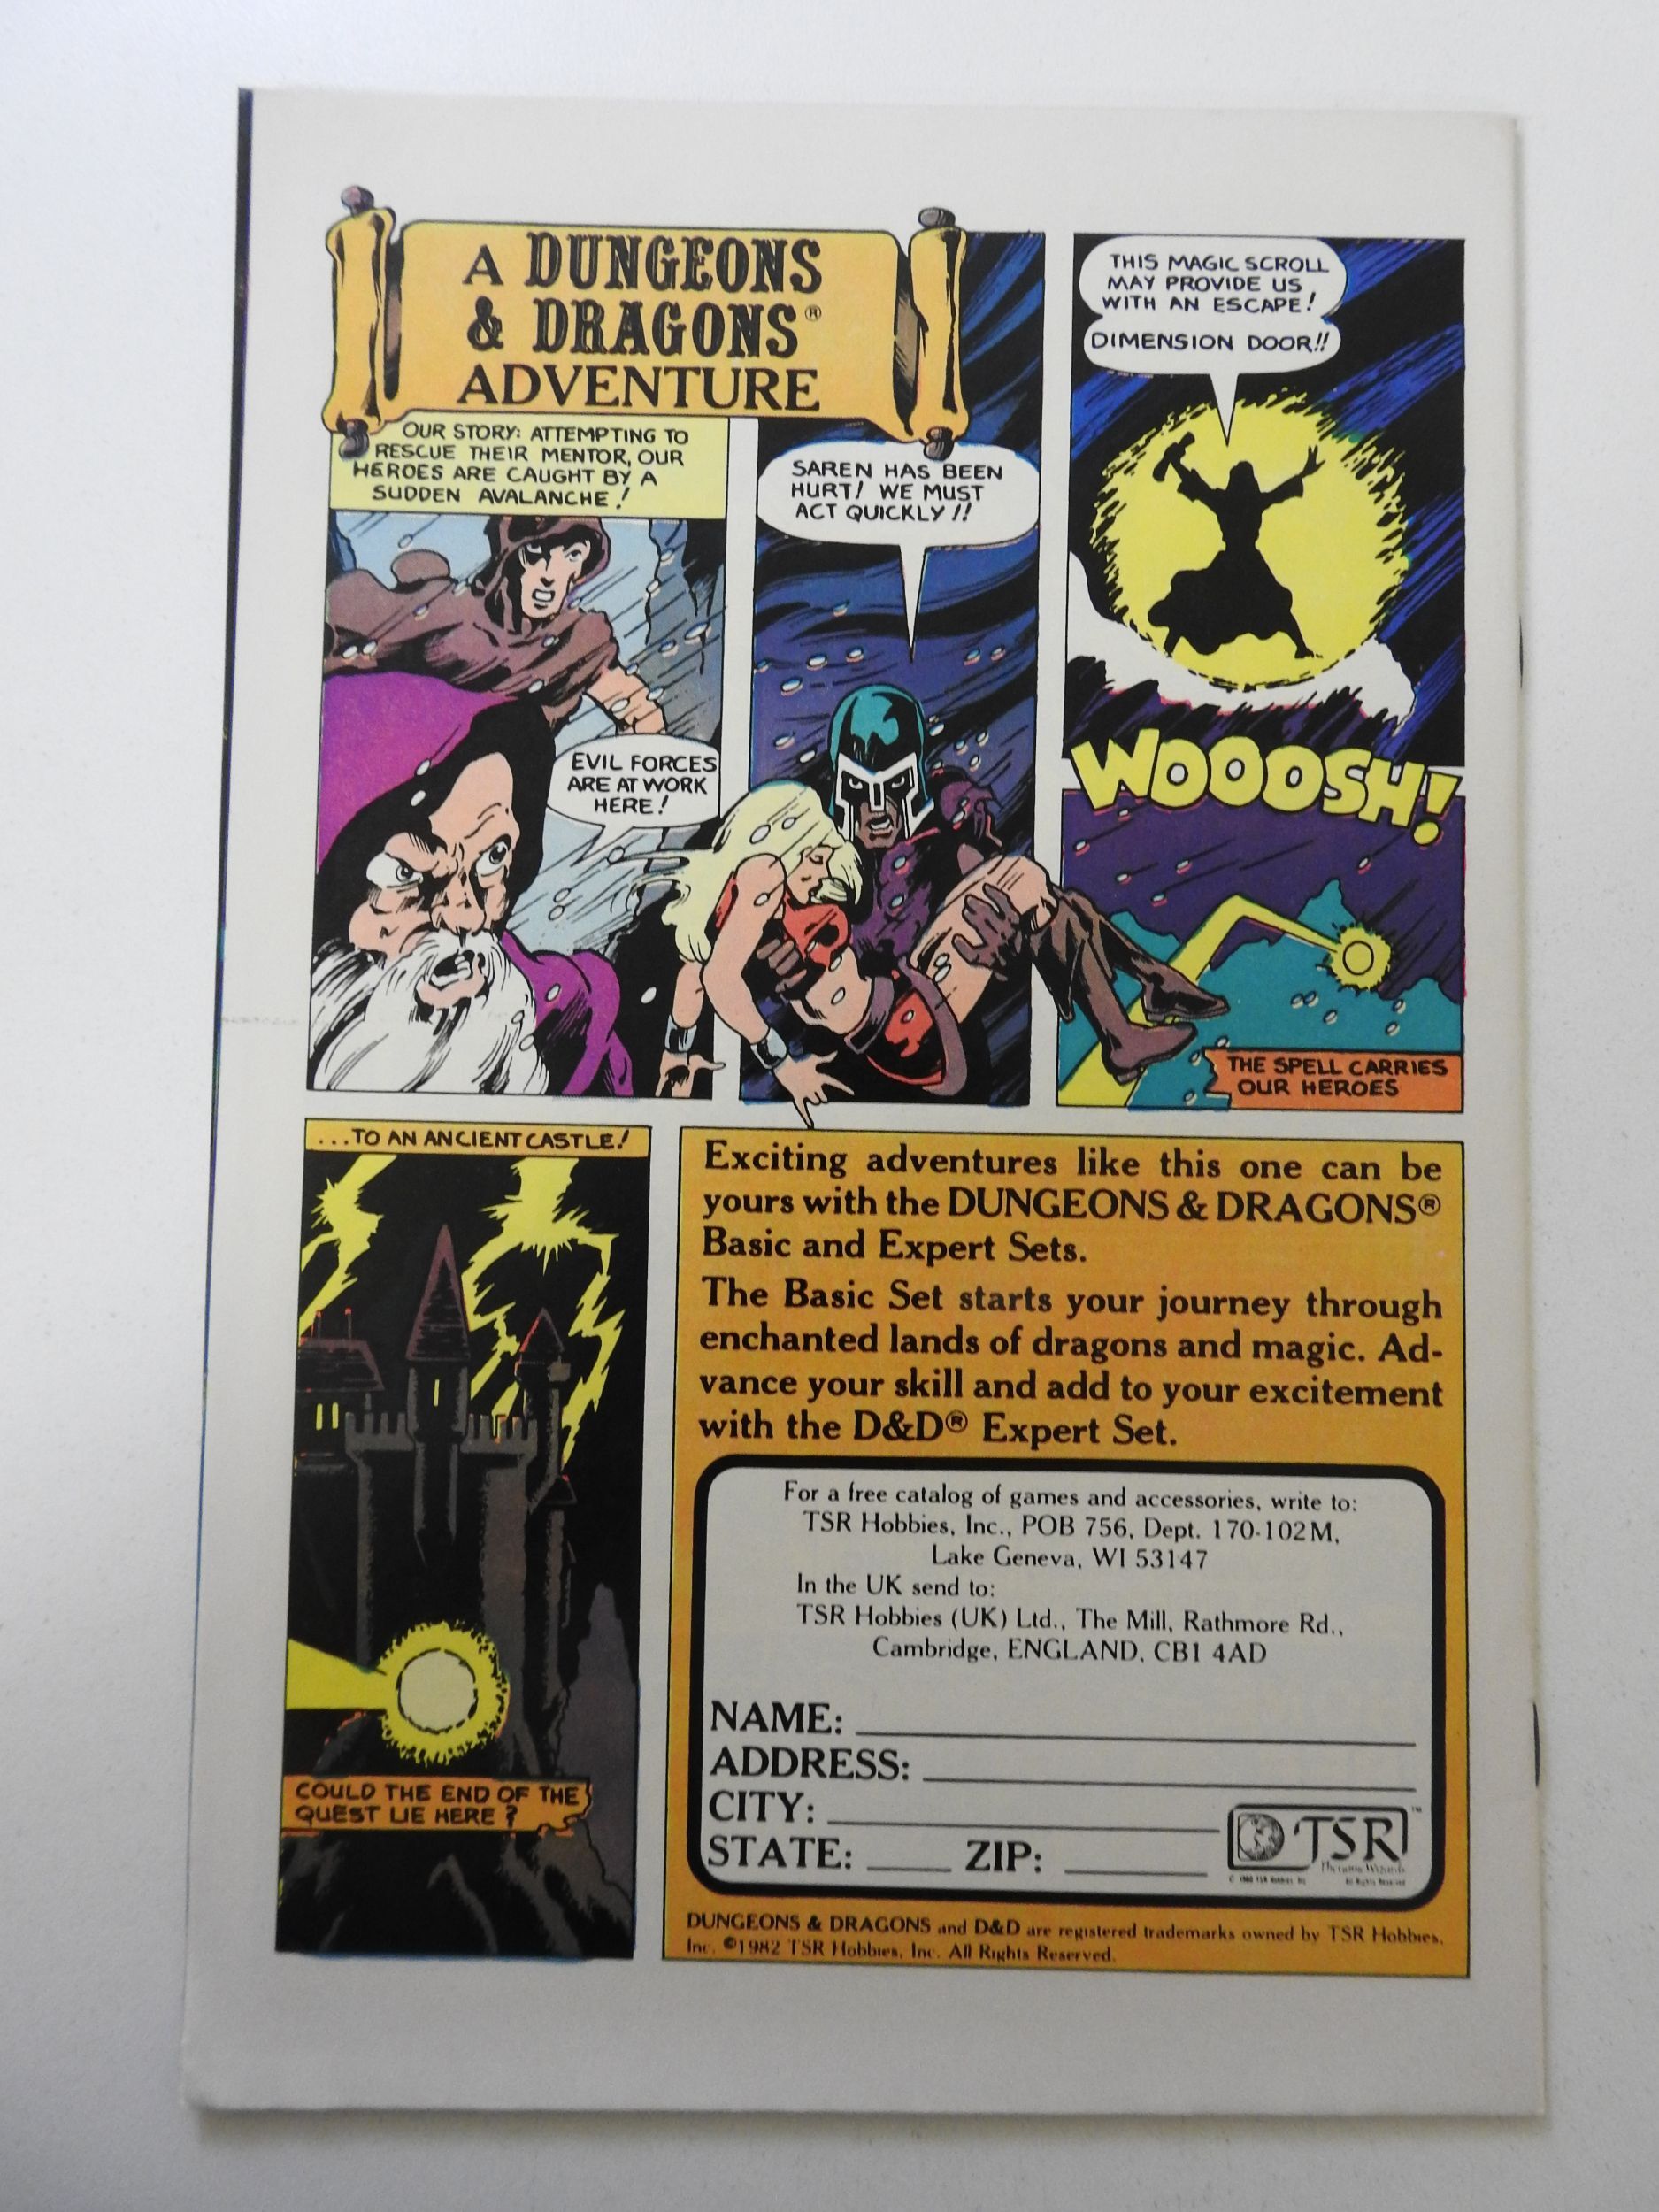 A DUNGEONS
& DRAGONS®
ADVENTURE
OUR STORY: ATTEMPTING TO
RESCUE THEIR MENTOR, OUR
HEROES ARE CAUGHT BY A
SUDDEN AVALANCHE!
EVIL FORCES
ARE AT WORK
HERE!
SAREN HAS BEEN
HURT! WE MUST
ACT QUICKLY!!
THIS MAGIC SCROLL
MAY PROVIDE US
WITH AN ESCAPE!
DIMENSION DOOR!!
WOOOSH!
THE SPELL CARRIES
OUR HEROES
...TO AN ANCIENT CASTLE!
COULD THE END OF THE
QUEST LIE HERE?
Exciting adventures like this one can be
yours with the DUNGEONS & DRAGONS®
Basic and Expert Sets.
The Basic Set starts your journey through
enchanted lands of dragons and magic. Ad-
vance your skill and add to your excitement
with the D&D® Expert Set.
For a free catalog of games and accessories, write to:
TSR Hobbies, Inc., POB 756, Dept. 170-102M,
Lake Geneva, WI 53147
In the UK send to:
TSR Hobbies (UK) Ltd., The Mill, Rathmore Rd.,
Cambridge, ENGLAND, CB1 4AD
NAME:
ADDRESS:
CITY:
STATE: ZIP:
TSR™
© 1980 TSR Hobbies, Inc. All Rights Reserved
DUNGEONS & DRAGONS and D&D are registered trademarks owned by TSR Hobbies,
Inc. ©1982 TSR Hobbies, Inc. All Rights Reserved.